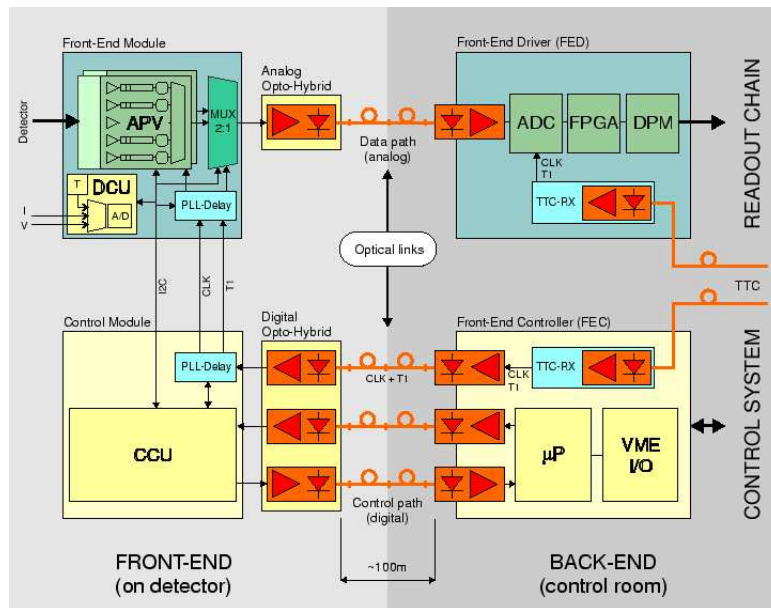 Front-End Module
Detector
APV
MUX
2:1
T
DCU
A/D
I
V
PLL-Delay
Analog
Opto-Hybrid
Data path
(analog)
Front-End Driver (FED)
ADC
FPGA
DPM
CLK
T1
TTC-RX
READOUT CHAIN
Optical links
TTC
I2C
CLK
T1
Control Module
PLL-Delay
CCU
Digital
Opto-Hybrid
CLK + T1
Control path
(digital)
Front-End Controller (FEC)
CLK
T1
TTC-RX
µP
VME
I/O
CONTROL SYSTEM
~100m
FRONT-END
(on detector)
BACK-END
(control room)